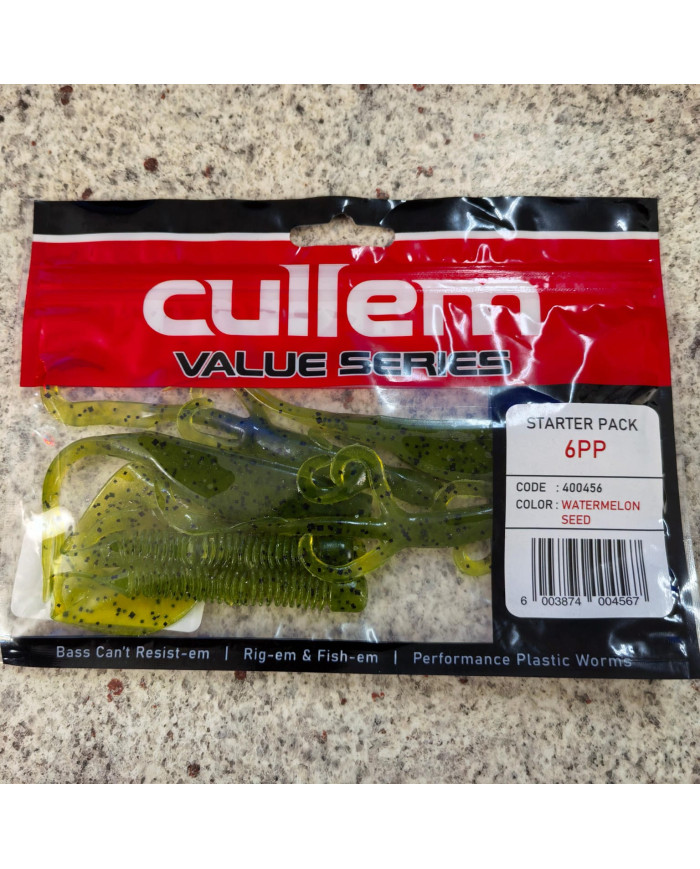 cullem
VALUE SERIES
STARTER PACK
6PP
CODE : 400456
COLOR : WATERMELON
SEED
6 003874 004567
Bass Can't Resist-em | Rig-em & Fish-em | Performance Plastic Worms